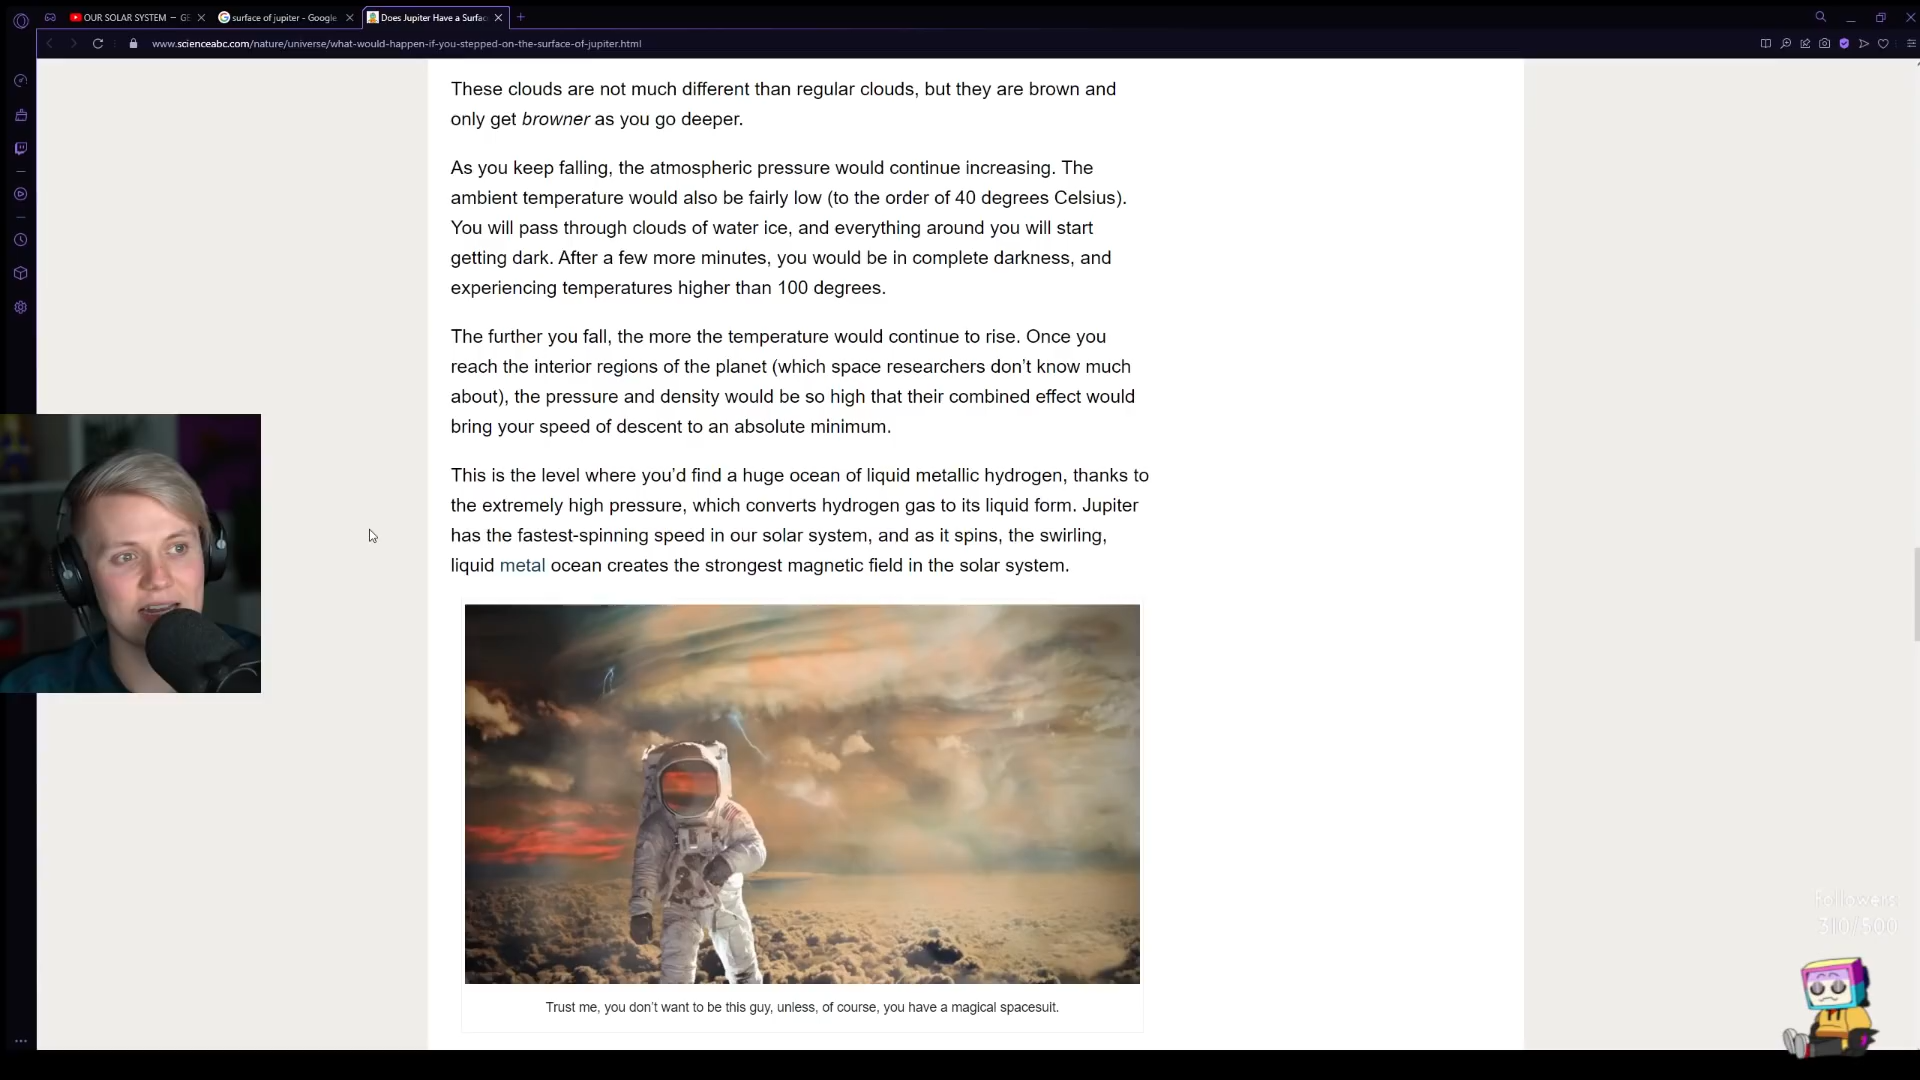 OUR SOLAR SYSTEM – GE
surface of jupiter - Google
Does Jupiter Have a Surfac
www.scienceabc.com/nature/universe/what-would-happen-if-you-stepped-on-the-surface-of-jupiter.html
These clouds are not much different than regular clouds, but they are brown and
only get browner as you go deeper.
As you keep falling, the atmospheric pressure would continue increasing. The
ambient temperature would also be fairly low (to the order of 40 degrees Celsius).
You will pass through clouds of water ice, and everything around you will start
getting dark. After a few more minutes, you would be in complete darkness, and
experiencing temperatures higher than 100 degrees.
The further you fall, the more the temperature would continue to rise. Once you
reach the interior regions of the planet (which space researchers don’t know much
about), the pressure and density would be so high that their combined effect would
bring your speed of descent to an absolute minimum.
This is the level where you’d find a huge ocean of liquid metallic hydrogen, thanks to
the extremely high pressure, which converts hydrogen gas to its liquid form. Jupiter
has the fastest-spinning speed in our solar system, and as it spins, the swirling,
liquid metal ocean creates the strongest magnetic field in the solar system.
Trust me, you don’t want to be this guy, unless, of course, you have a magical spacesuit.
Followers
310/500